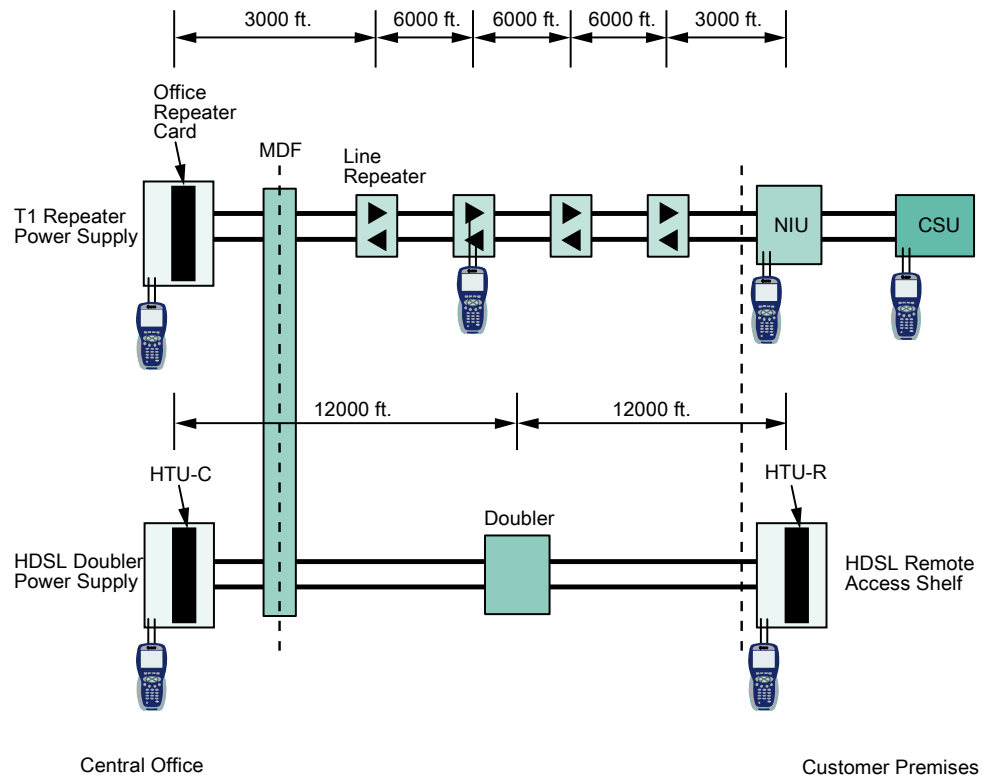 3000 ft.
6000 ft.
6000 ft.
6000 ft.
3000 ft.
Office
Repeater
Card
MDF
Line
Repeater
T1 Repeater
Power Supply
NIU
CSU
12000 ft.
12000 ft.
HTU-C
HTU-R
Doubler
HDSL Doubler
Power Supply
HDSL Remote
Access Shelf
Central Office
Customer Premises